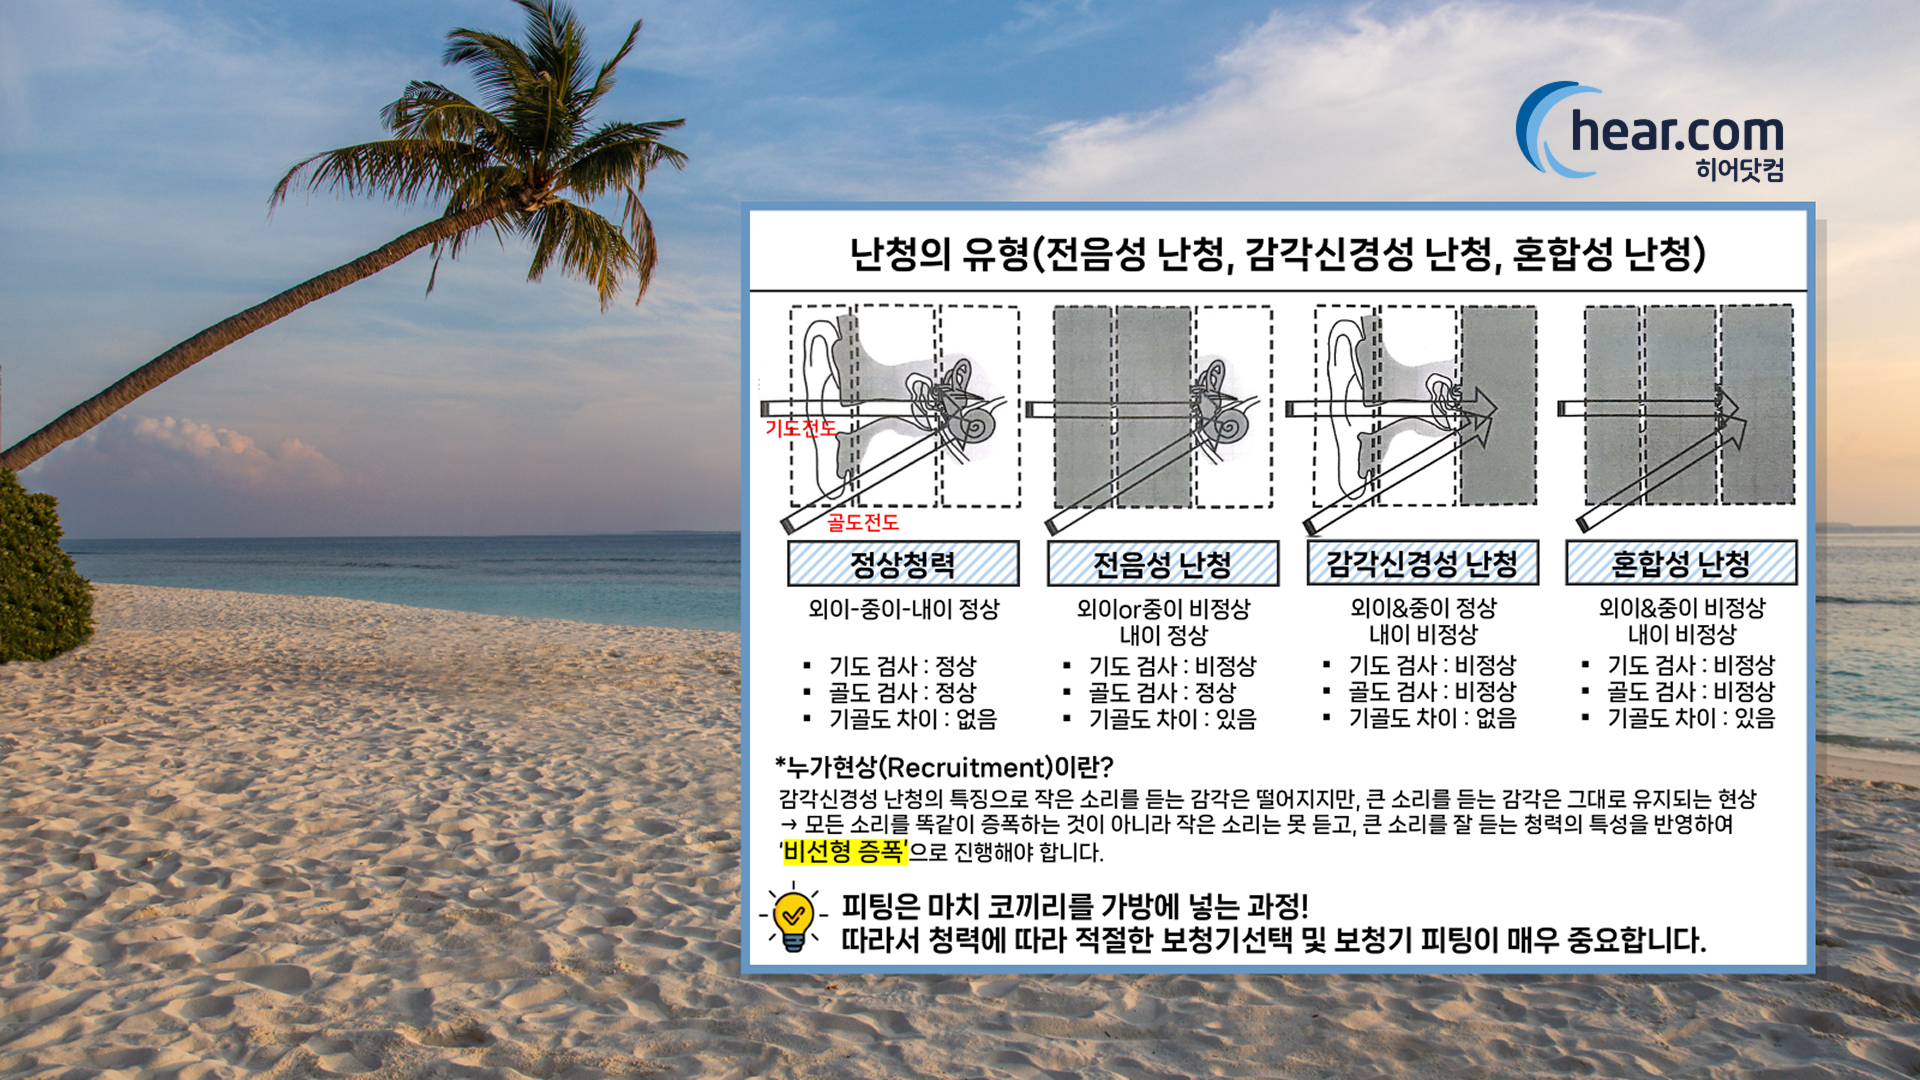 hear.com
히어닷컴
난청의 유형(전음성 난청, 감각신경성 난청, 혼합성 난청)
기도전도
골도전도
정상청력
외이-중이-내이 정상
▪ 기도 검사 : 정상
▪ 골도 검사 : 정상
▪ 기골도 차이 : 없음
전음성 난청
외이or중이 비정상
내이 정상
▪ 기도 검사 : 비정상
▪ 골도 검사 : 정상
▪ 기골도 차이 : 있음
감각신경성 난청
외이&중이 정상
내이 비정상
▪ 기도 검사 : 비정상
▪ 골도 검사 : 비정상
▪ 기골도 차이 : 없음
혼합성 난청
외이&중이 비정상
내이 비정상
▪ 기도 검사 : 비정상
▪ 골도 검사 : 비정상
▪ 기골도 차이 : 있음
*누가현상(Recruitment)이란?
감각신경성 난청의 특징으로 작은 소리를 듣는 감각은 떨어지지만, 큰 소리를 듣는 감각은 그대로 유지되는 현상
→ 모든 소리를 똑같이 증폭하는 것이 아니라 작은 소리는 못 듣고, 큰 소리를 잘 듣는 청력의 특성을 반영하여
‘비선형 증폭’으로 진행해야 합니다.
피팅은 마치 코끼리를 가방에 넣는 과정!
따라서 청력에 따라 적절한 보청기선택 및 보청기 피팅이 매우 중요합니다.